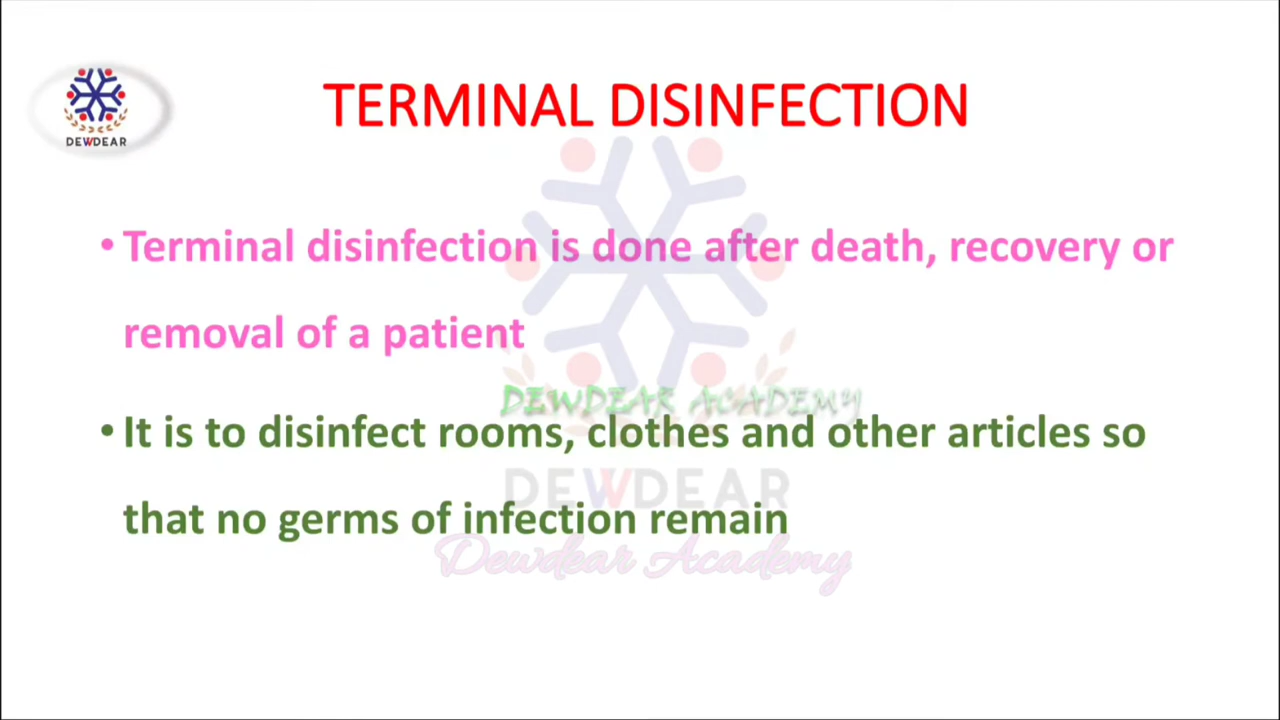 TERMINAL DISINFECTION
DEWDEAR
• Terminal disinfection is done after death, recovery or
removal of a patient
DEWDEAR ACADEMY
• It is to disinfect rooms, clothes and other articles so
DEWDEAR
that no germs of infection remain
Dewdear Academy